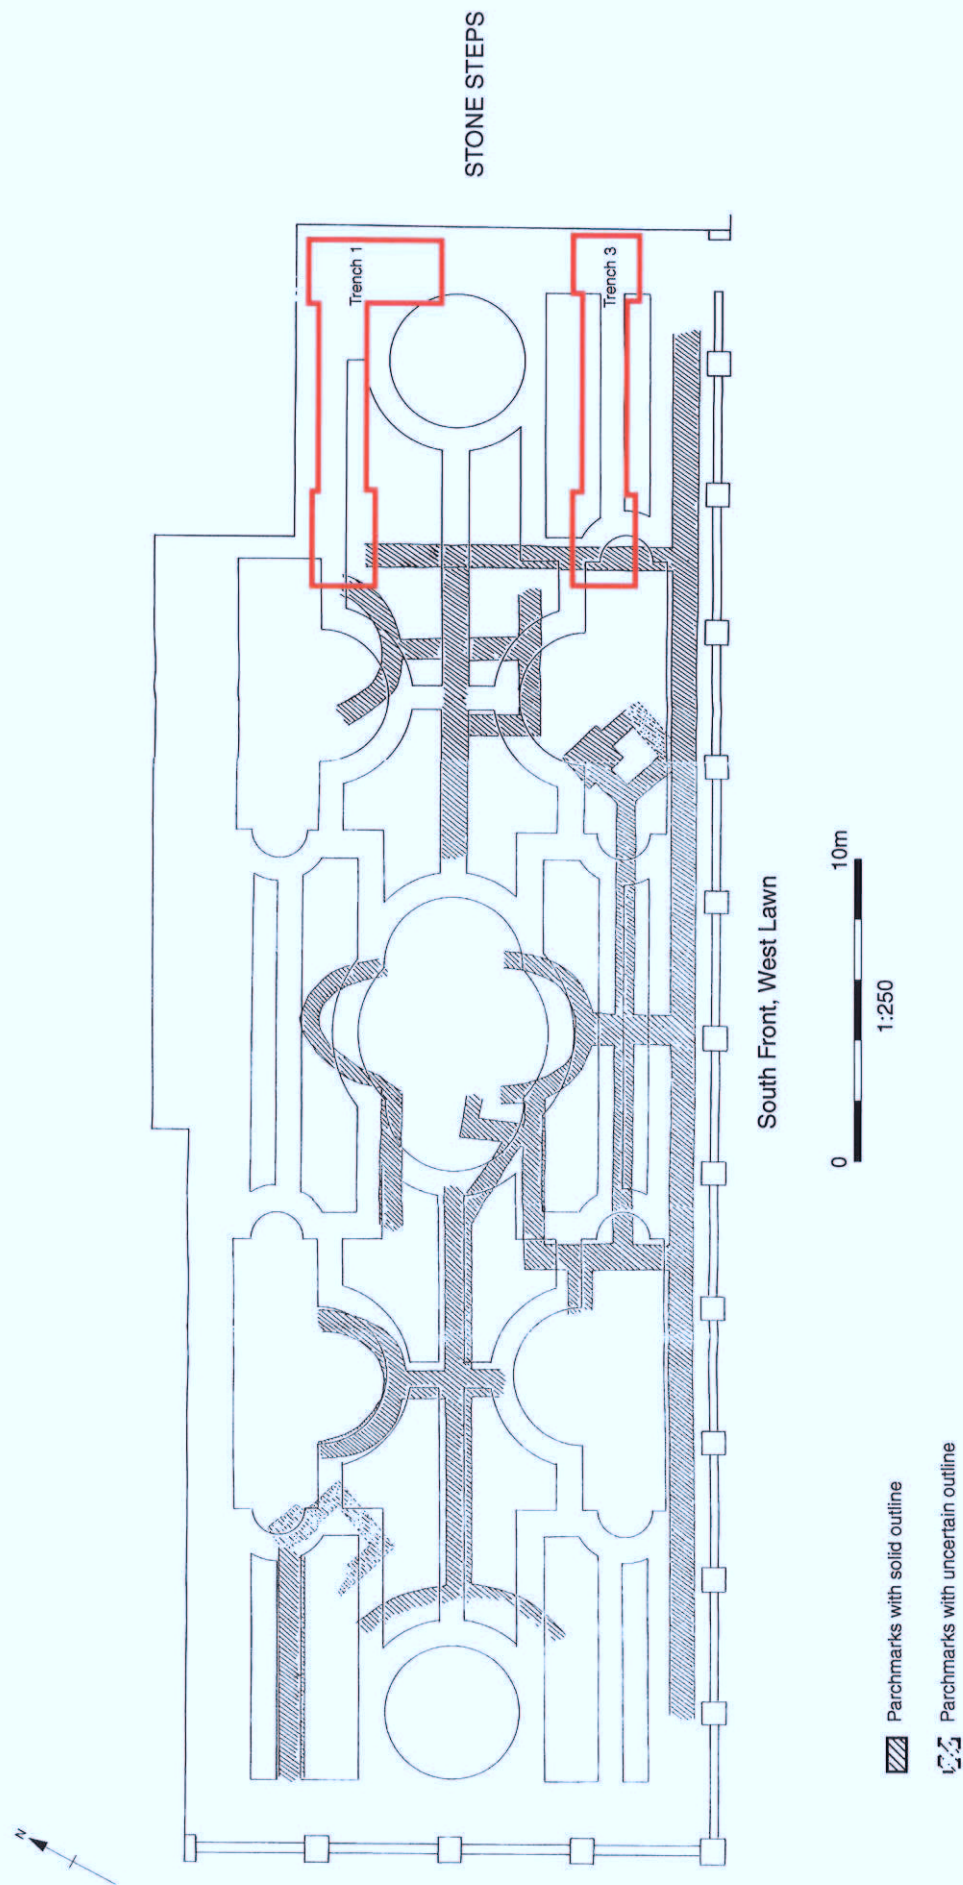 STONE STEPS
Trench 1
Trench 3
South Front, West Lawn
0
10m
1:250
Parchmarks with solid outline
Parchmarks with uncertain outline
N